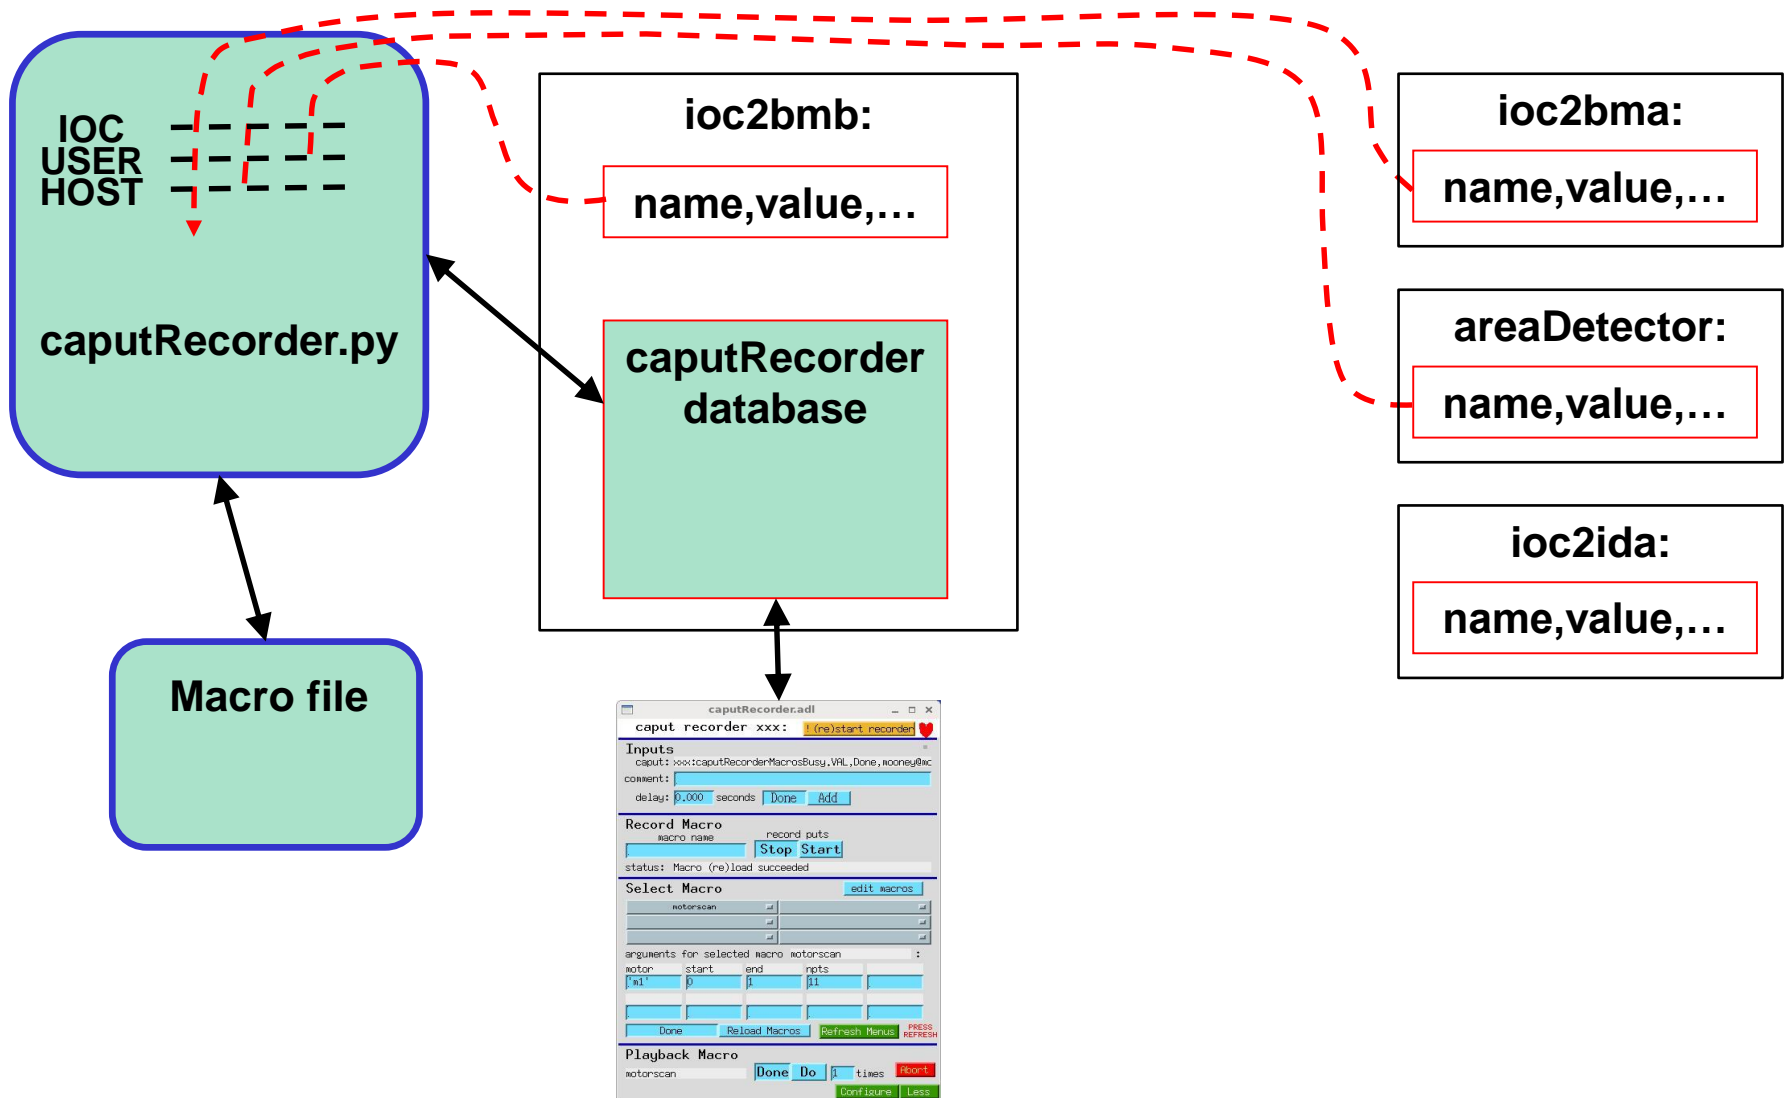 IOC
USER
HOST
caputRecorder.py
Macro file
ioc2bmb:
name,value,…
caputRecorder
database
ioc2bma:
name,value,…
areaDetector:
name,value,…
ioc2ida:
name,value,…
caputRecorder.adl
caput recorder xxx: ! (re)start recorder
Inputs
caput: xxx:caputRecorderMacrosBusy.VAL,Done,mooney@mc
comment:
delay: 0.000 seconds Done Add
Record Macro
macro name record puts
Stop Start
status: Macro (re)load succeeded
Select Macro edit macros
motorscan
arguments for selected macro motorscan :
motor start end npts
'm1' 0 1 11
Done Reload Macros Refresh Menus PRESS
REFRESH
Playback Macro
motorscan Done Do 1 times Abort
Configure Less